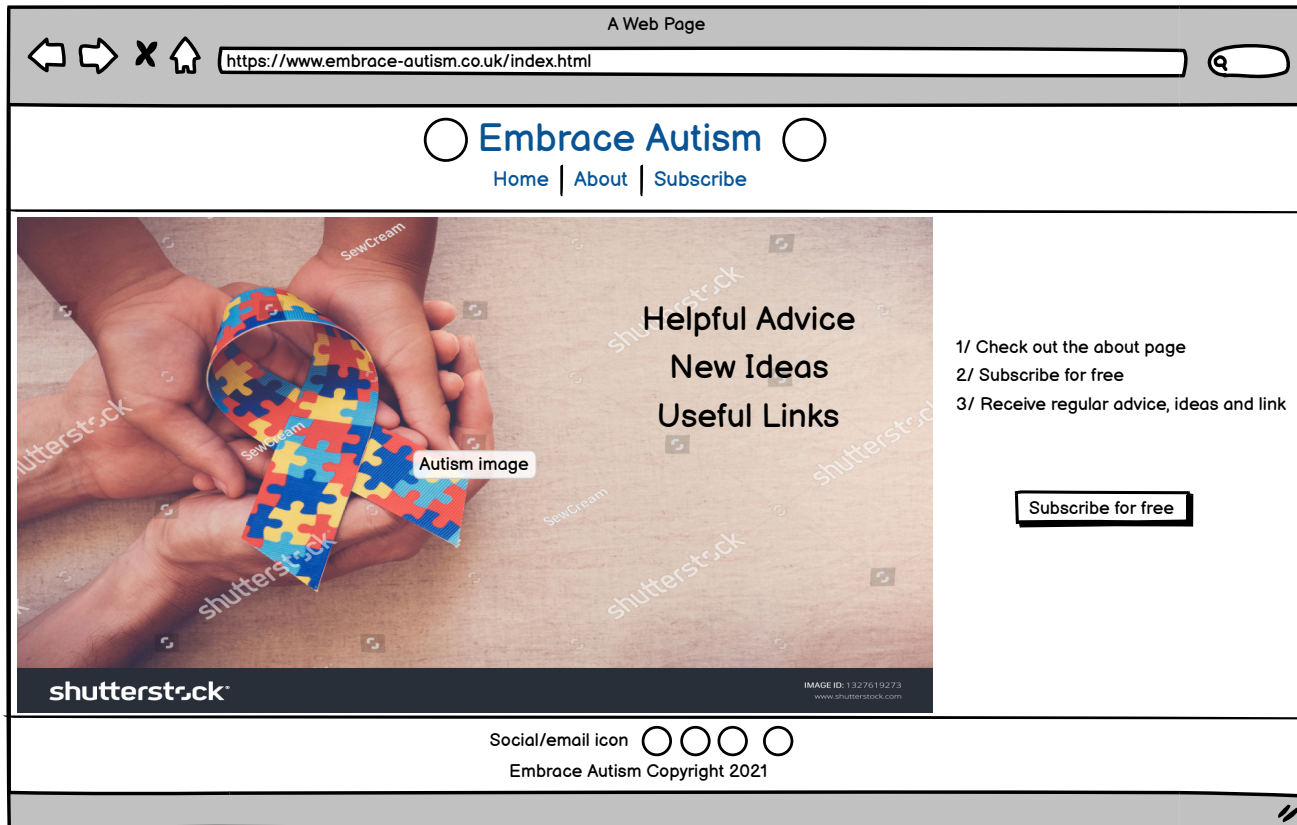 A Web Page
https://www.embrace-autism.co.uk/index.html
Embrace Autism
Home About Subscribe
SewCream
shutterstock
Helpful Advice
New Ideas
Useful Links
1/ Check out the about page
2/ Subscribe for free
3/ Receive regular advice, ideas and link
shutterstock
SewCream
shutterstock
Autism image
SewCream
Subscribe for free
shutterstock
shutterstock
shutterstock
IMAGE ID: 1327619273
www.shutterstock.com
Social/email icon
Embrace Autism Copyright 2021